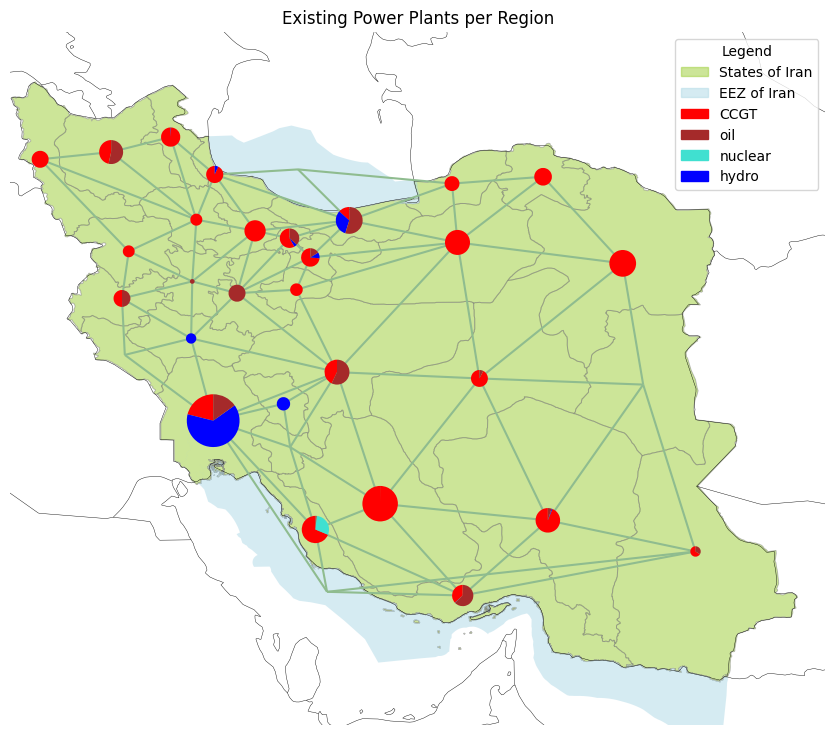 Existing Power Plants per Region
Legend
States of Iran
EEZ of Iran
CCGT
oil
nuclear
hydro